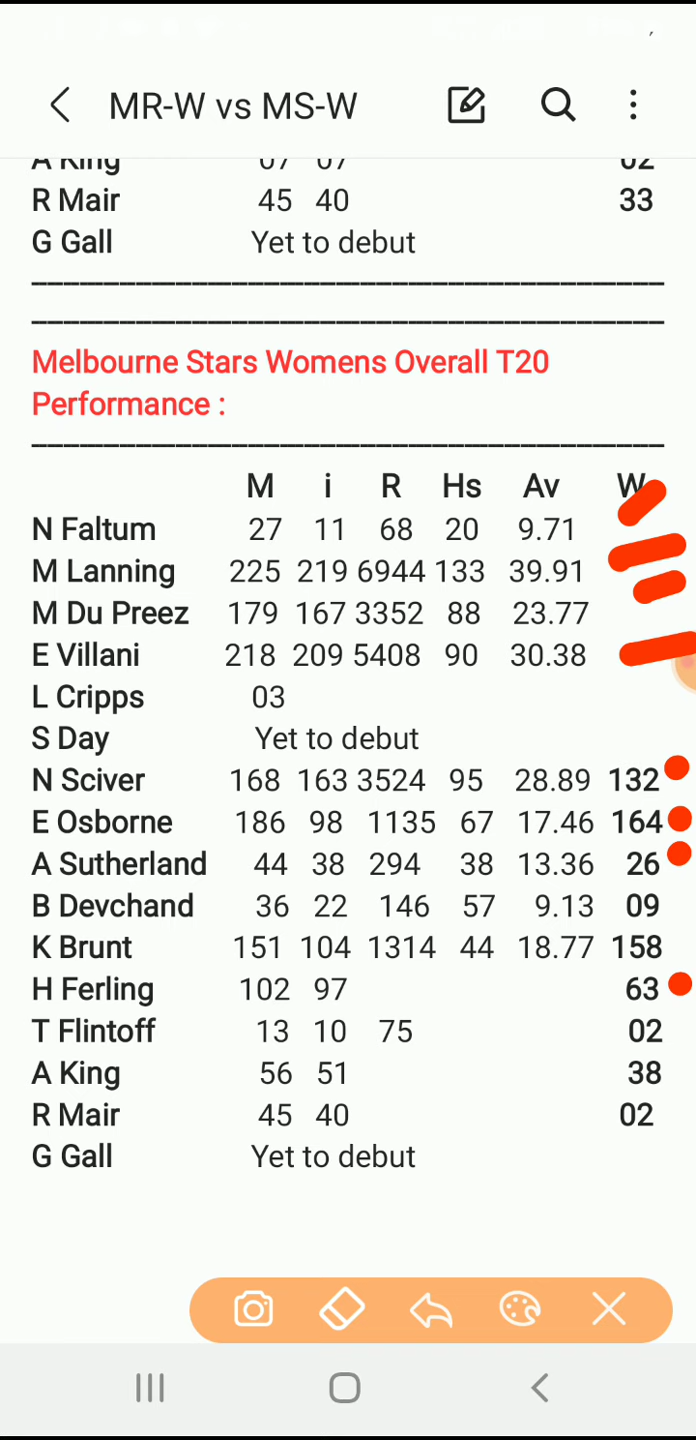 MR-W vs MS-W
A King 07 07 02
R Mair 45 40 33
G Gall Yet to debut
Melbourne Stars Womens Overall T20
Performance :
M i R Hs Av W
N Faltum 27 11 68 20 9.71
M Lanning 225 219 6944 133 39.91
M Du Preez 179 167 3352 88 23.77
E Villani 218 209 5408 90 30.38
L Cripps 03
S Day Yet to debut
N Sciver 168 163 3524 95 28.89 132
E Osborne 186 98 1135 67 17.46 164
A Sutherland 44 38 294 38 13.36 26
B Devchand 36 22 146 57 9.13 09
K Brunt 151 104 1314 44 18.77 158
H Ferling 102 97 63
T Flintoff 13 10 75 02
A King 56 51 38
R Mair 45 40 02
G Gall Yet to debut